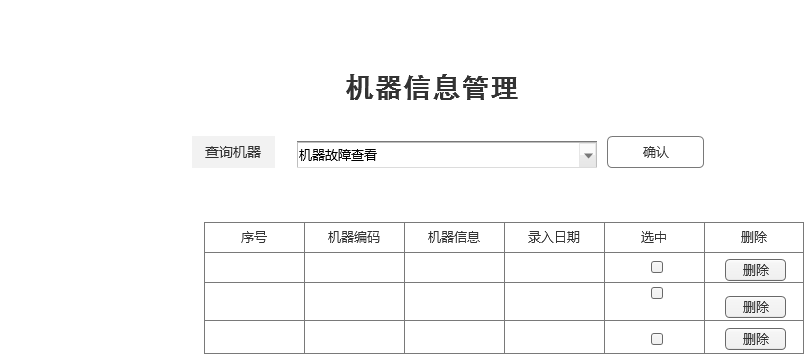 机器信息管理
查询机器 机器故障查看 确认
序号 机器编码 机器信息 录入日期 选中 删除
删除
删除
删除